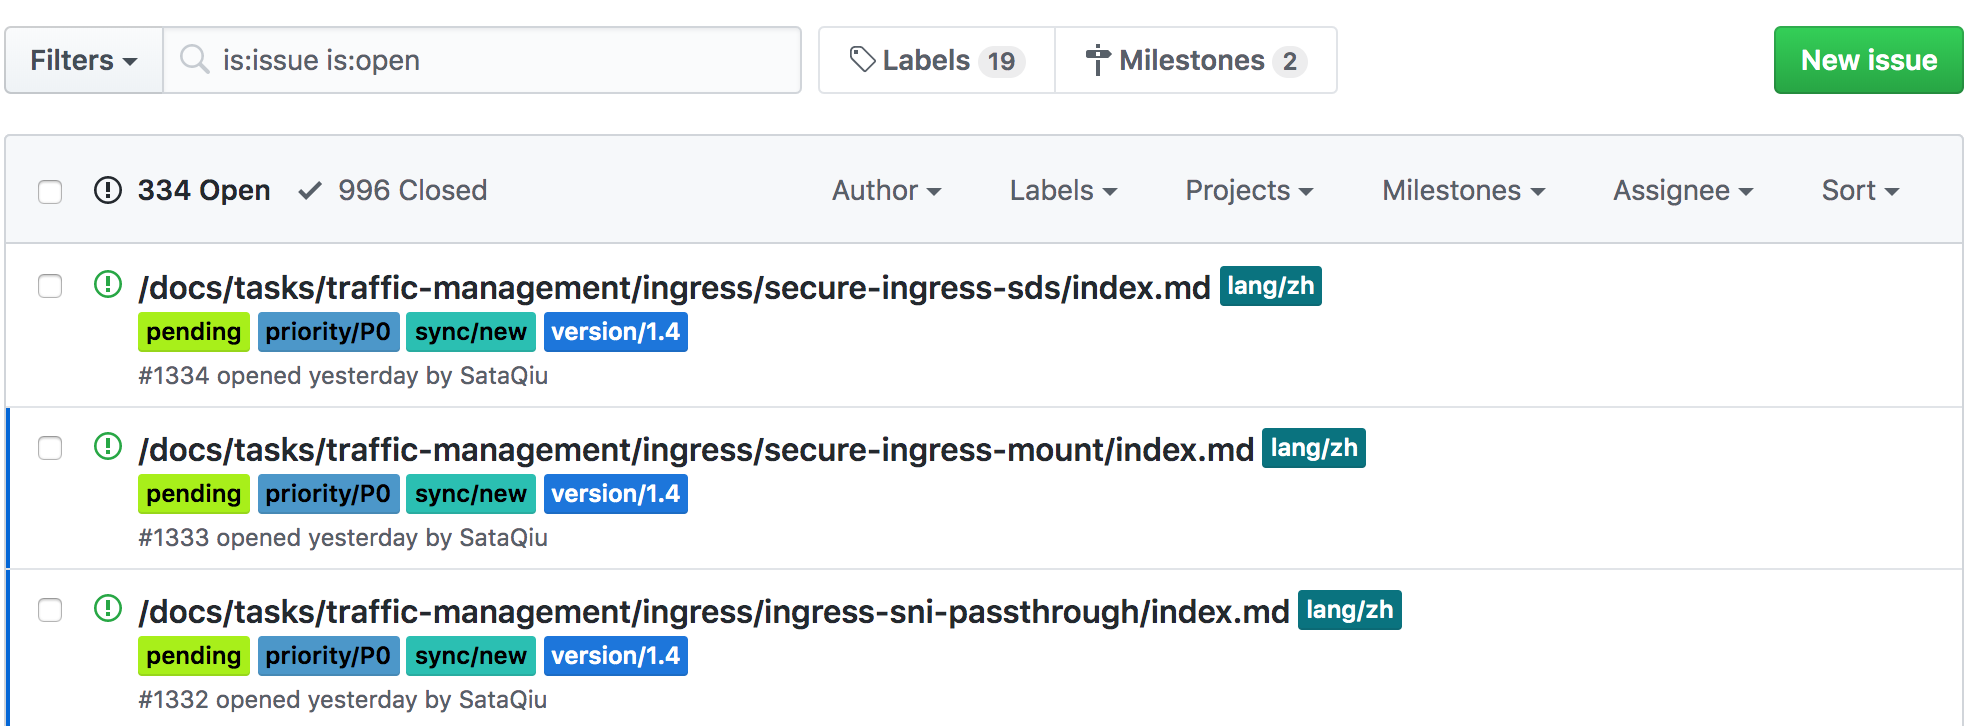 Filters is:issue is:open Labels 19 Milestones 2 New issue
334 Open 996 Closed Author Labels Projects Milestones Assignee Sort
/docs/tasks/traffic-management/ingress/secure-ingress-sds/index.md lang/zh
pending priority/P0 sync/new version/1.4
#1334 opened yesterday by SataQiu
/docs/tasks/traffic-management/ingress/secure-ingress-mount/index.md lang/zh
pending priority/P0 sync/new version/1.4
#1333 opened yesterday by SataQiu
/docs/tasks/traffic-management/ingress/ingress-sni-passthrough/index.md lang/zh
pending priority/P0 sync/new version/1.4
#1332 opened yesterday by SataQiu